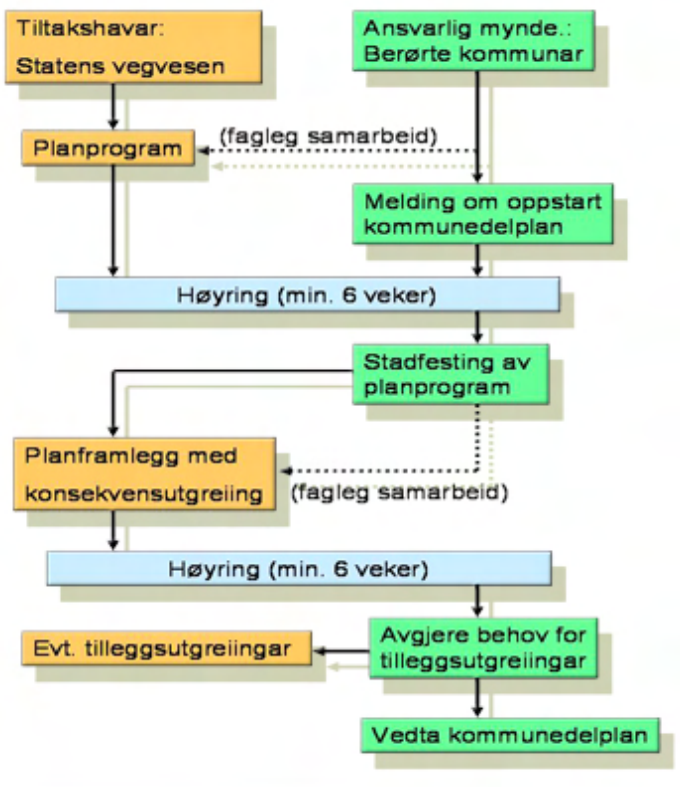 Tiltakshavar:
Statens vegvesen
Ansvarlig mynde.:
Berørte kommunar
(fagleg samarbeid)
Planprogram
Melding om oppstart
kommunedelplan
Høyring (min. 6 veker)
Stadfesting av
planprogram
Planframlegg med
konsekvensutgreiing
(fagleg samarbeid)
Høyring (min. 6 veker)
Evt. tilleggsutgreiingar
Avgjere behov for
tilleggsutgreiingar
Vedta kommunedelplan